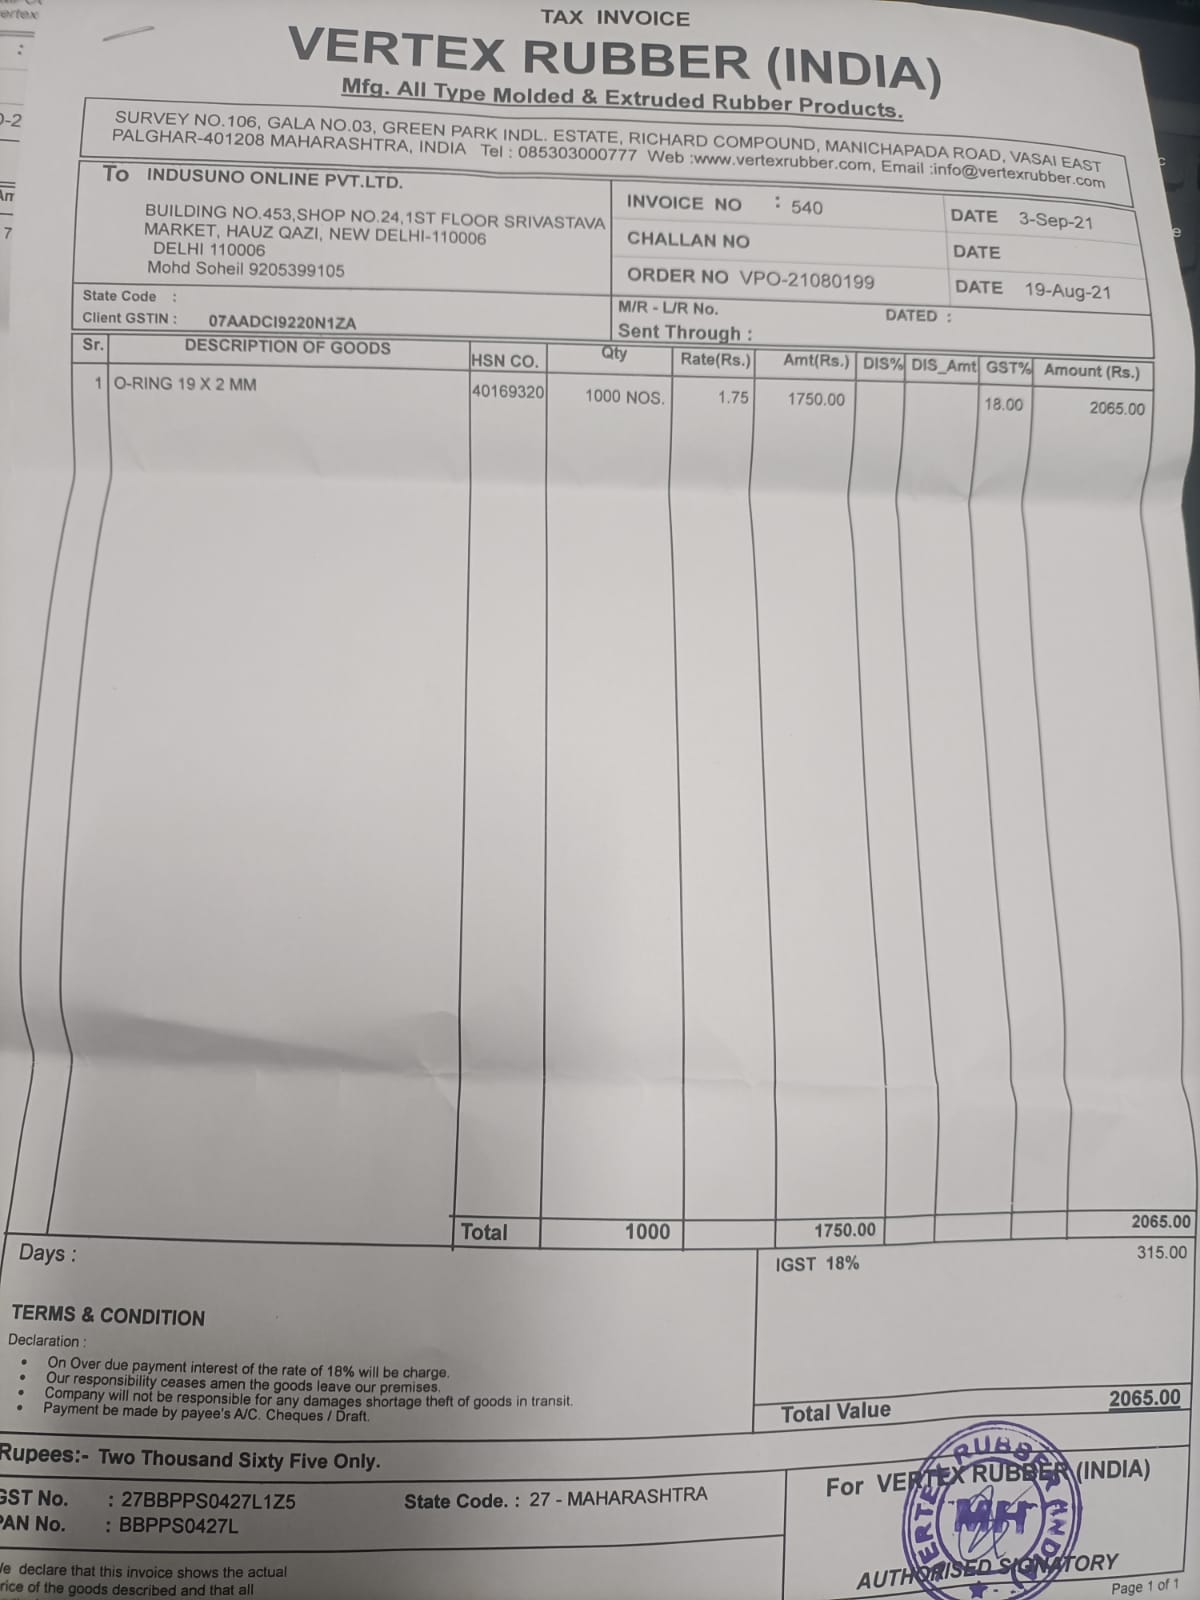 TAX INVOICE
VERTEX RUBBER (INDIA)
Mfg. All Type Molded & Extruded Rubber Products.
SURVEY NO.106, GALA NO.03, GREEN PARK INDL. ESTATE, RICHARD COMPOUND, MANICHAPADA ROAD, VASAI EAST
PALGHAR-401208 MAHARASHTRA, INDIA Tel : 085303000777 Web :www.vertexrubber.com, Email :info@vertexrubber.com
To INDUSUNO ONLINE PVT.LTD.
BUILDING NO.453,SHOP NO.24,1ST FLOOR SRIVASTAVA
MARKET, HAUZ QAZI, NEW DELHI-110006
DELHI 110006
Mohd Soheil 9205399105
State Code :
Client GSTIN : 07AADCI9220N1ZA
INVOICE NO : 540 DATE 3-Sep-21
CHALLAN NO DATE
ORDER NO VPO-21080199 DATE 19-Aug-21
M/R - L/R No. DATED :
Sent Through :
Sr. DESCRIPTION OF GOODS HSN CO. Qty Rate(Rs.) Amt(Rs.) DIS% DIS_Amt GST% Amount (Rs.)
1 O-RING 19 X 2 MM 40169320 1000 NOS. 1.75 1750.00 18.00 2065.00
Total 1000 1750.00 2065.00
Days :
IGST 18% 315.00
TERMS & CONDITION
Declaration :
• On Over due payment interest of the rate of 18% will be charge.
• Our responsibility ceases amen the goods leave our premises.
• Company will not be responsible for any damages shortage theft of goods in transit.
• Payment be made by payee's A/C. Cheques / Draft.
Total Value 2065.00
Rupees:- Two Thousand Sixty Five Only.
GST No. : 27BBPPS0427L1Z5 State Code. : 27 - MAHARASHTRA
PAN No. : BBPPS0427L
For VERTEX RUBBER (INDIA)
VERTEX RUBBER (INDIA)
MH
AUTHORISED SIGNATORY
declare that this invoice shows the actual
of the goods described and that all
Page 1 of 1